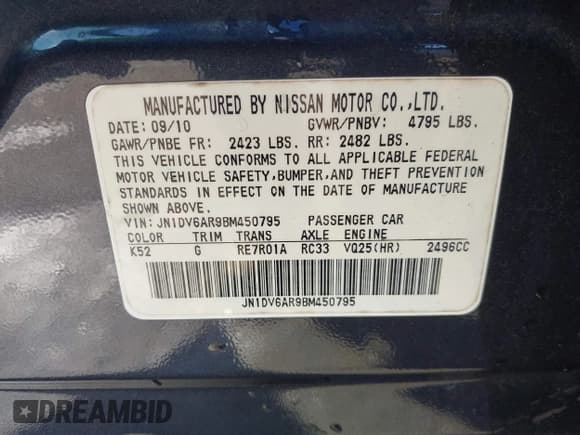 MANUFACTURED BY NISSAN MOTOR CO.,LTD.
DATE: 09/10 GVWR/PNBV: 4795 LBS.
GAWR/PNBE FR: 2423 LBS. RR: 2482 LBS.
THIS VEHICLE CONFORMS TO ALL APPLICABLE FEDERAL
MOTOR VEHICLE SAFETY,BUMPER,AND THEFT PREVENTION
STANDARDS IN EFFECT ON THE DATE OF MANUFACTURE
SHOWN ABOVE.
VIN: JN1DV6AR9BM450795 PASSENGER CAR
COLOR TRIM TRANS AXLE ENGINE
K52 G RE7R01A RC33 VQ25(HR) 2496CC
JN1DV6AR9BM450795
DREAMBID